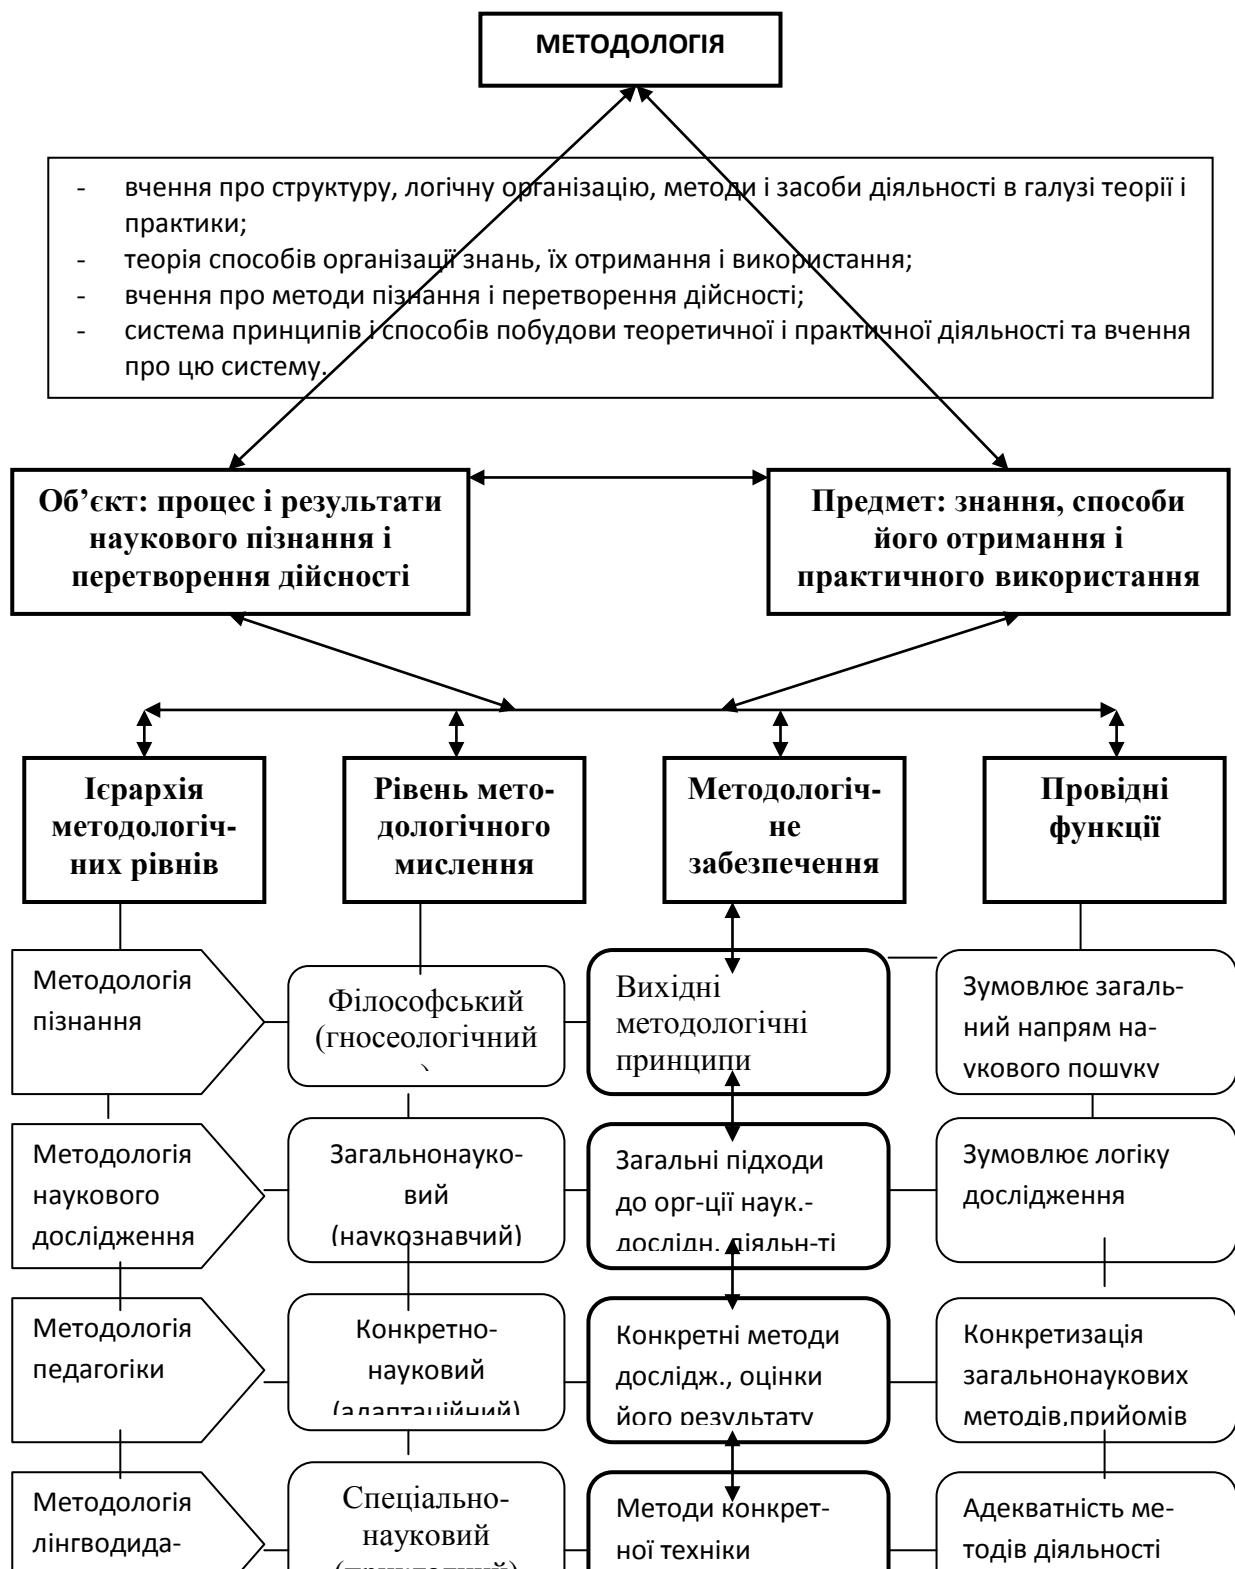 МЕТОДОЛОГІЯ
- вчення про структуру, логічну організацію, методи і засоби діяльності в галузі теорії і
практики;
- теорія способів організації знань, їх отримання і використання;
- вчення про методи пізнання і перетворення дійсності;
- система принципів і способів побудови теоретичної і практичної діяльності та вчення
про цю систему.
Об’єкт: процес і результати
наукового пізнання і
перетворення дійсності
Предмет: знання, способи
його отримання і
практичного використання
Ієрархія
методологіч-
них рівнів
Рівень мето-
дологічного
мислення
Методологіч-
не
забезпечення
Провідні
функції
Методологія
пізнання
Філософський
(гносеологічний
)
Вихідні
методологічні
принципи
Зумовлює загаль-
ний напрям на-
укового пошуку
Методологія
наукового
дослідження
Загальнауко-
вий
(наукознавчий)
Загальні підходи
до орг-ції наук.-
дослідн. діяльн-ті
Зумовлює логіку
дослідження
Методологія
педагогіки
Конкретно-
науковий
(адаптаційний)
Конкретні методи
дослідж., оцінки
його результату
Конкретизація
загальнонаукових
методів,прийомів
Методологія
лінгводида-
Спеціально-
науковий
(прикладний)
Методи конкрет-
ної техніки
Адекватність ме-
тодів діяльності